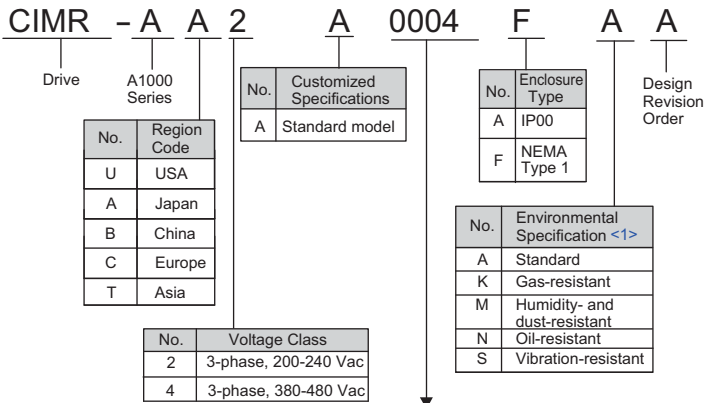 CIMR - A A 2 A 0004 F A A
Drive
A1000
Series
No. Region
Code
U USA
A Japan
B China
C Europe
T Asia
No. Voltage Class
2 3-phase, 200-240 Vac
4 3-phase, 380-480 Vac
No. Customized
Specifications
A Standard model
No. Enclosure
Type
A IP00
F NEMA
Type 1
No. Environmental
Specification <1>
A Standard
K Gas-resistant
M Humidity- and
dust-resistant
N Oil-resistant
S Vibration-resistant
Design
Revision
Order